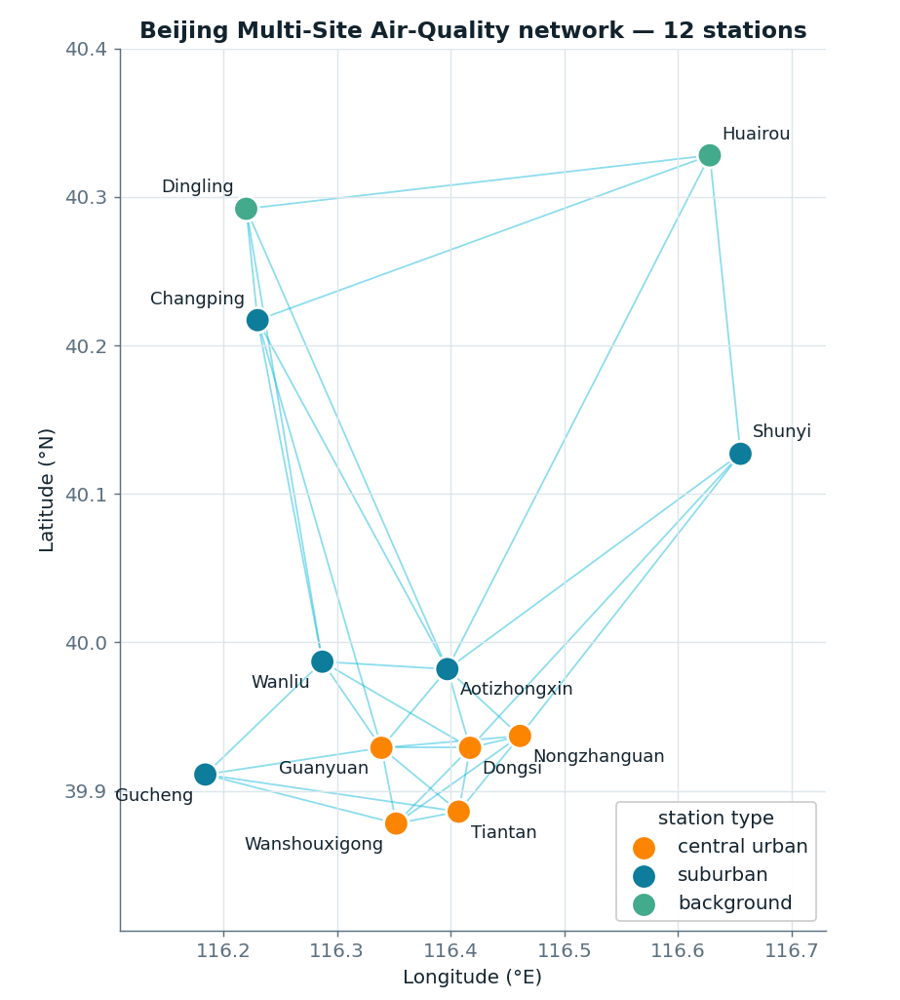 Beijing Multi-Site Air-Quality network — 12 stations
40.4
Huairou
Dingling
40.3
Changping
40.2
Shunyi
40.1
Latitude (°N)
40.0
Wanliu
Aotizhongxin
Nongzhanguan
Guanyuan
Dongsi
39.9
Gucheng
Tiantan
Wanshouxigong
station type
central urban
suburban
background
116.2 116.3 116.4 116.5 116.6 116.7
Longitude (°E)